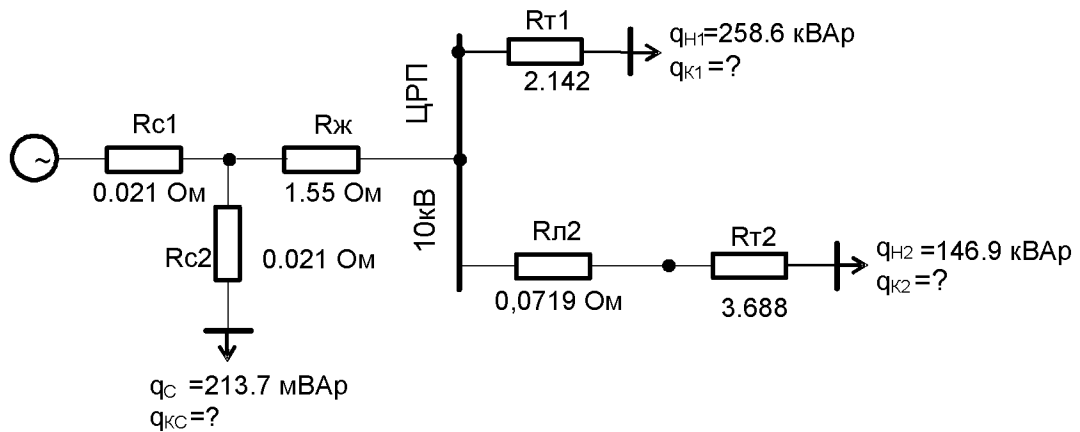 Rт1
2.142
qН1=258.6 кВАр
qК1=?
ЦРП
10кВ
Rс1
0.021 Ом
Rж
1.55 Ом
Rс2
0.021 Ом
Rл2
0,0719 Ом
Rт2
3.688
qН2=146.9 кВАр
qК2=?
qС =213.7 мВАр
qКС=?
~